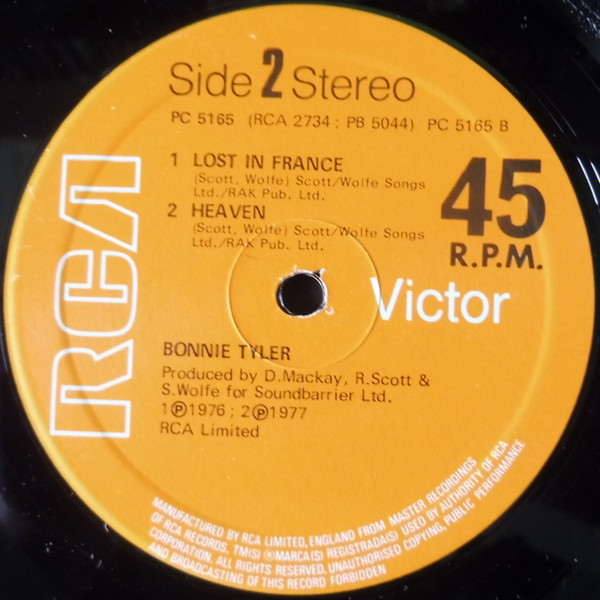 Side 2 Stereo
PC 5165 (RCA 2734 : PB 5044) PC 5165 B
1 LOST IN FRANCE
(Scott, Wolfe) Scott/Wolfe Songs
Ltd./RAK Pub. Ltd.
2 HEAVEN
(Scott, Wolfe) Scott/Wolfe Songs
Ltd./RAK Pub. Ltd.
45
R.P.M.
RCA
Victor
BONNIE TYLER
Produced by D.Mackay, R.Scott &
S.Wolfe for Soundbarrier Ltd.
1℗1976 ; 2℗1977
RCA Limited
MANUFACTURED BY RCA LIMITED, ENGLAND FROM MASTER RECORDINGS
OF RCA RECORDS. TM(S) ®MARCA(S) REGISTRADA(S) USED BY AUTHORITY OF RCA
CORPORATION. ALL RIGHTS RESERVED. UNAUTHORISED COPYING, PUBLIC PERFORMANCE
AND BROADCASTING OF THIS RECORD FORBIDDEN